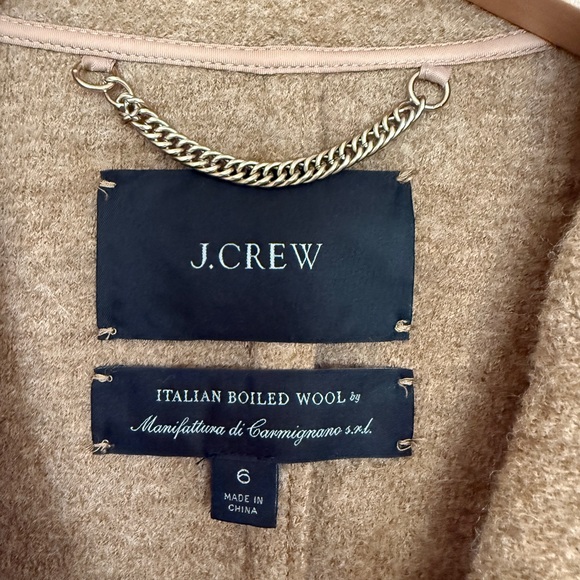 J.CREW
ITALIAN BOILED WOOL by
Manifattura di Carmignano s.r.l.
6
MADE IN
CHINA